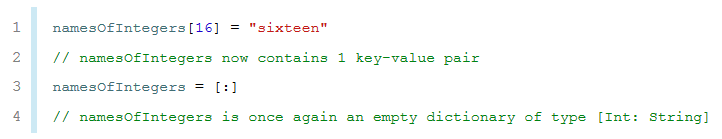 1 namesOfIntegers[16] = "sixteen"
2 // namesOfIntegers now contains 1 key-value pair
3 namesOfIntegers = [:]
4 // namesOfIntegers is once again an empty dictionary of type [Int: String]